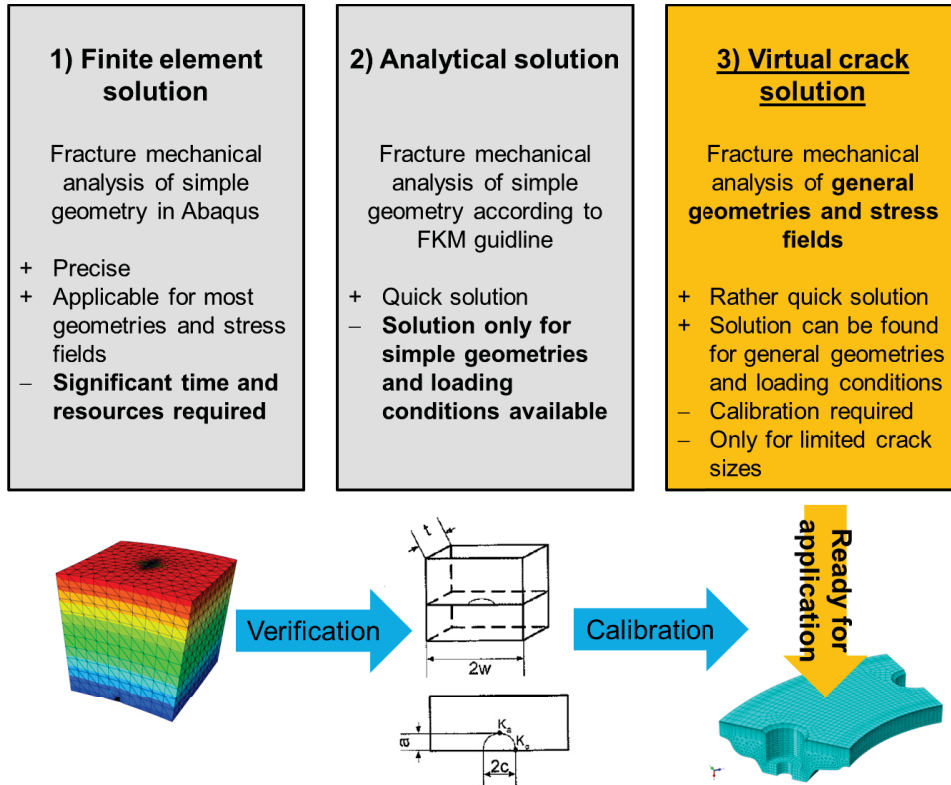 1) Finite element
solution
Fracture mechanical
analysis of simple
geometry in Abaqus
+ Precise
+ Applicable for most
geometries and stress
fields
– Significant time and
resources required
2) Analytical solution
Fracture mechanical
analysis of simple
geometry according to
FKM guidline
+ Quick solution
– Solution only for
simple geometries
and loading
conditions available
3) Virtual crack
solution
Fracture mechanical
analysis of general
geometries and stress
fields
+ Rather quick solution
+ Solution can be found
for general geometries
and loading conditions
– Calibration required
– Only for limited crack
sizes
Verification
t
2w
a
Ka
Kc
2c
Calibration
Ready for
application